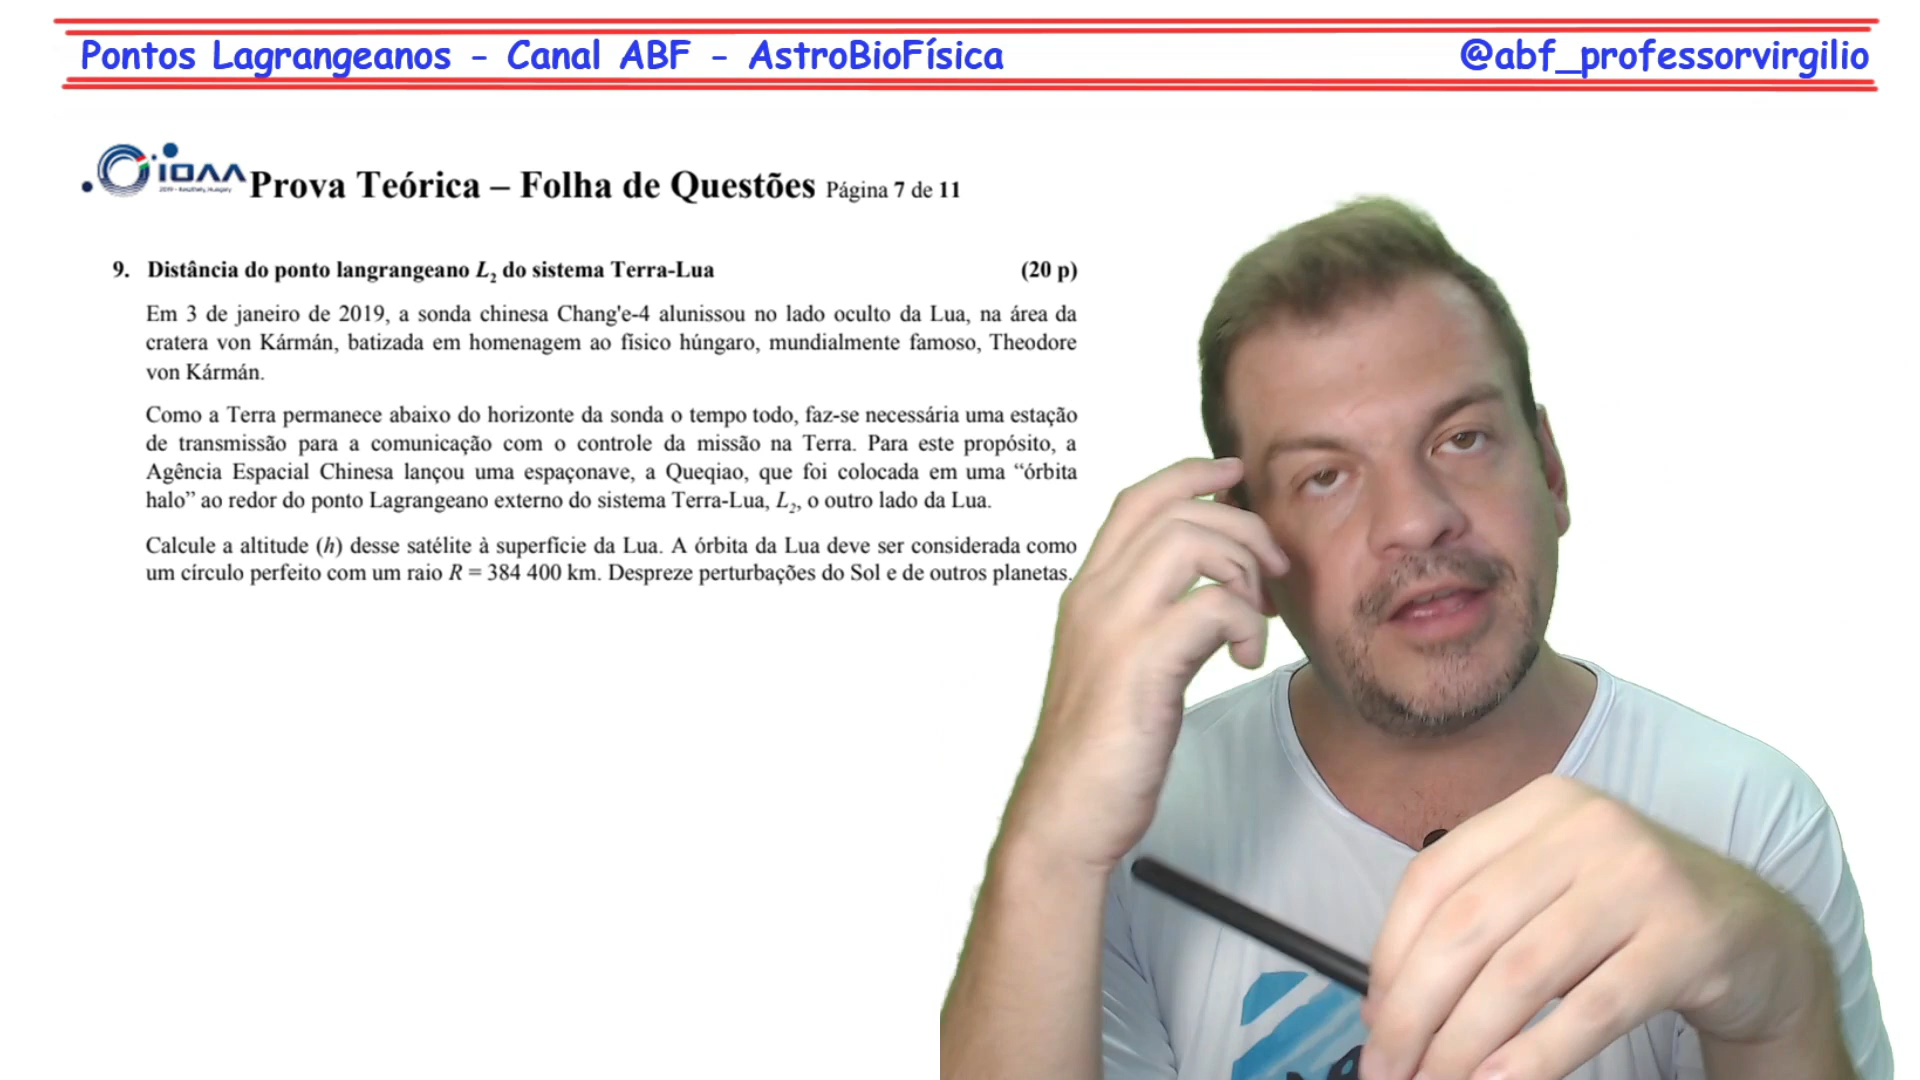 Pontos Lagrangeanos - Canal ABF - AstroBioFísica @abf_professorvirgilio
ioaa Prova Teórica – Folha de Questões Página 7 de 11
9. Distância do ponto langrangeano L₂ do sistema Terra-Lua (20 p)
Em 3 de janeiro de 2019, a sonda chinesa Chang'e-4 alunissou no lado oculto da Lua, na área da
cratera von Kármán, batizada em homenagem ao físico húngaro, mundialmente famoso, Theodore
von Kármán.
Como a Terra permanece abaixo do horizonte da sonda o tempo todo, faz-se necessária uma estação
de transmissão para a comunicação com o controle da missão na Terra. Para este propósito, a
Agência Espacial Chinesa lançou uma espaçonave, a Queqiao, que foi colocada em uma “órbita
halo” ao redor do ponto Lagrangeano externo do sistema Terra-Lua, L₂, o outro lado da Lua.
Calcule a altitude (h) desse satélite à superfície da Lua. A órbita da Lua deve ser considerada como
um círculo perfeito com um raio R = 384 400 km. Despreze perturbações do Sol e de outros planetas.